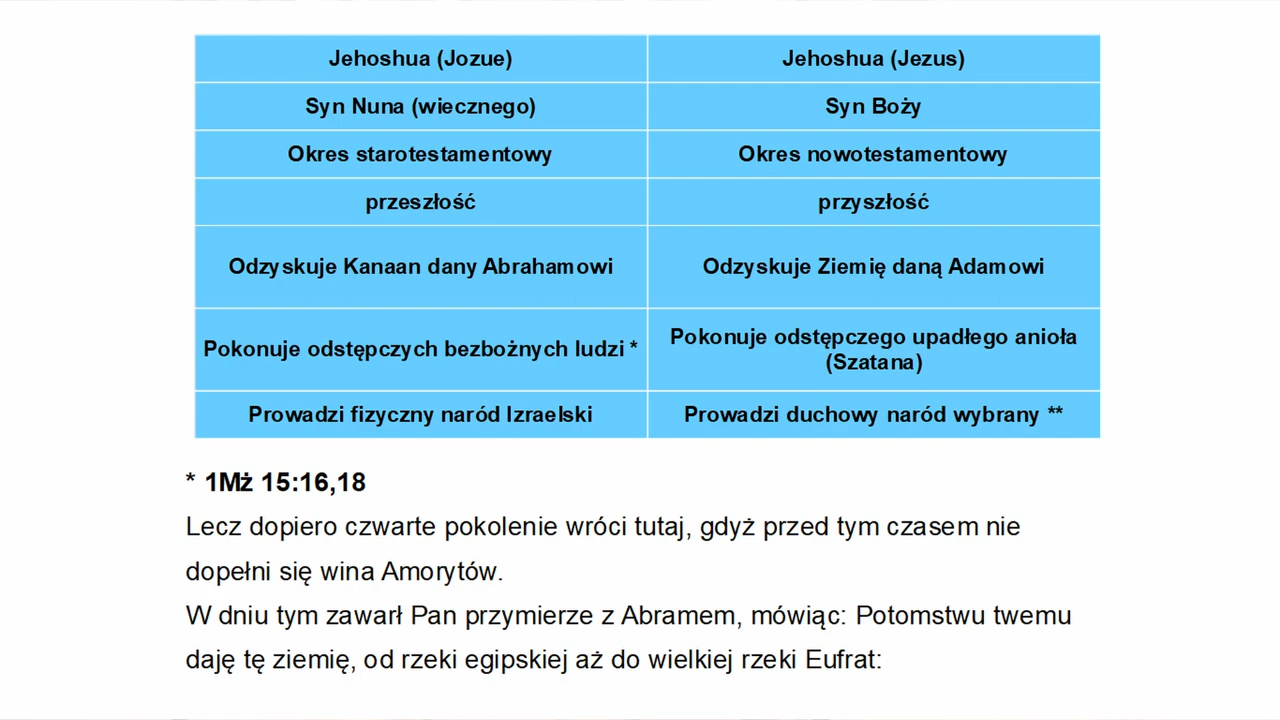 Jehoshua (Jozue) Jehoshua (Jezus)
Syn Nuna (wiecznego) Syn Boży
Okres starotestamentowy Okres nowotestamentowy
przeszłość przyszłość
Odzyskuje Kanaan dany Abrahamowi Odzyskuje Ziemię daną Adamowi
Pokonuje odstępczych bezbożnych ludzi * Pokonuje odstępczego upadłego anioła
(Szatana)
Prowadzi fizyczny naród Izraelski Prowadzi duchowy naród wybrany **
* 1Mż 15:16,18
Lecz dopiero czwarte pokolenie wróci tutaj, gdyż przed tym czasem nie
dopełni się wina Amorytów.
W dniu tym zawarł Pan przymierze z Abramem, mówiąc: Potomstwu twemu
daję tę ziemię, od rzeki egipskiej aż do wielkiej rzeki Eufrat: